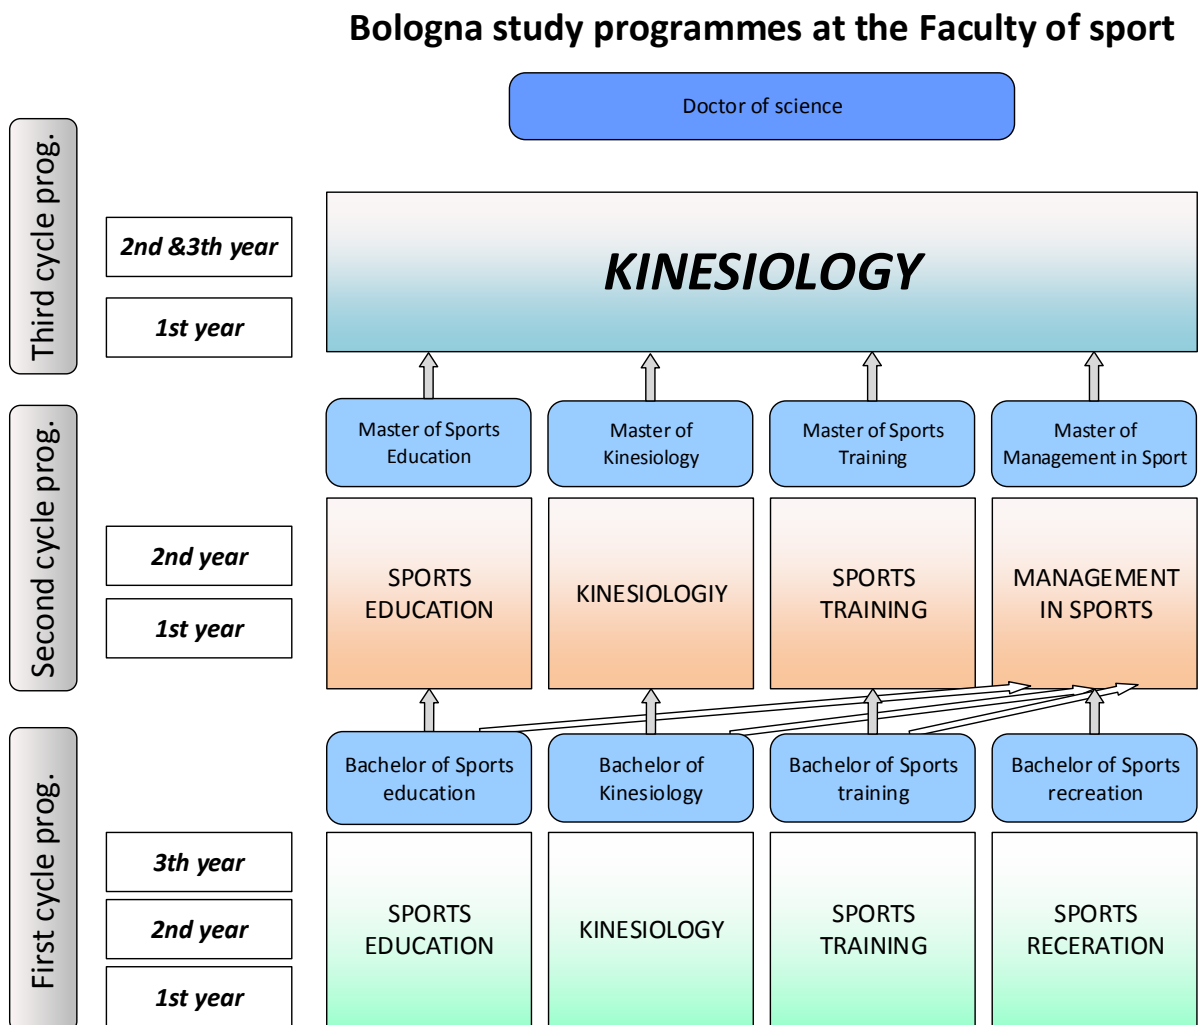 Bologna study programmes at the Faculty of sport
Doctor of science
Third cycle prog.
2nd &3th year
1st year
KINESIOLOGY
Master of Sports
Education
Master of
Kinesiology
Master of Sports
Training
Master of
Management in Sport
Second cycle prog.
2nd year
1st year
SPORTS
EDUCATION
KINESIOLOGIY
SPORTS
TRAINING
MANAGEMENT
IN SPORTS
Bachelor of Sports
education
Bachelor of
Kinesiology
Bachelor of Sports
training
Bachelor of Sports
recreation
First cycle prog.
3th year
2nd year
1st year
SPORTS
EDUCATION
KINESIOLOGY
SPORTS
TRAINING
SPORTS
RECERATION